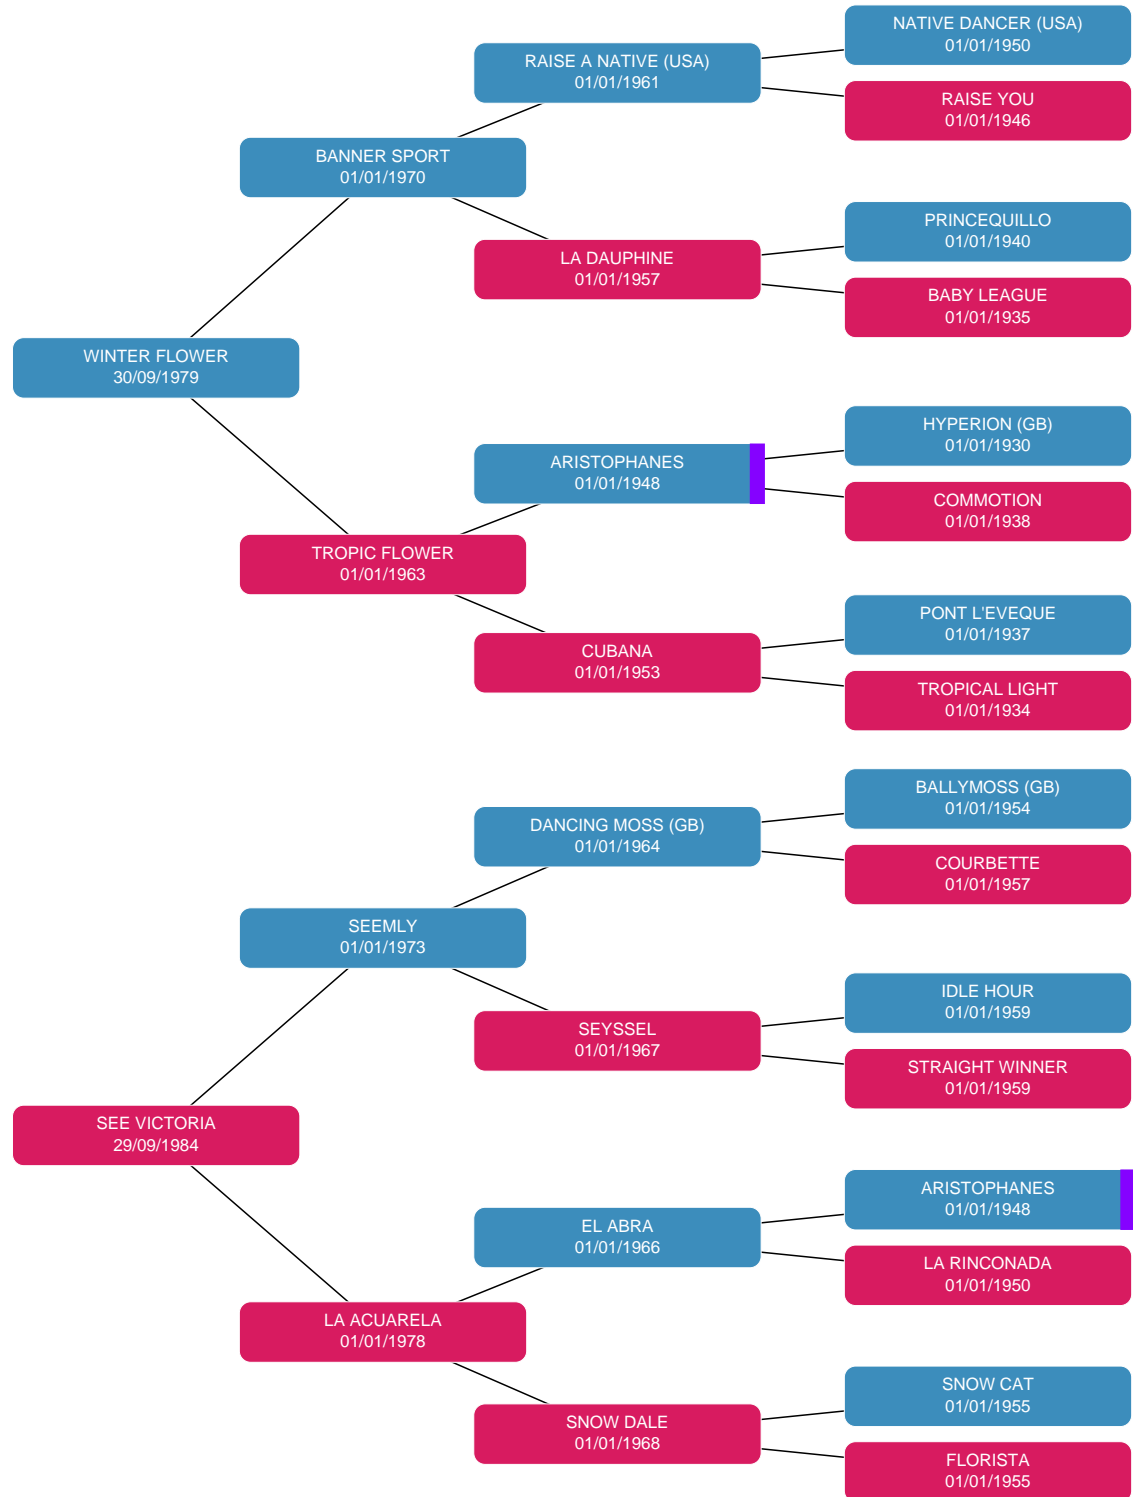 NATIVE DANCER (USA)
01/01/1950
RAISE A NATIVE (USA)
01/01/1961
RAISE YOU
01/01/1946
BANNER SPORT
01/01/1970
PRINCEQUILLO
01/01/1940
LA DAUPHINE
01/01/1957
BABY LEAGUE
01/01/1935
WINTER FLOWER
30/09/1979
HYPERION (GB)
01/01/1930
ARISTOPHANES
01/01/1948
COMMOTION
01/01/1938
TROPIC FLOWER
01/01/1963
PONT L'EVEQUE
01/01/1937
CUBANA
01/01/1953
TROPICAL LIGHT
01/01/1934
BALLYMOSS (GB)
01/01/1954
DANCING MOSS (GB)
01/01/1964
COURBETTE
01/01/1957
SEEMLY
01/01/1973
IDLE HOUR
01/01/1959
SEYSSEL
01/01/1967
STRAIGHT WINNER
01/01/1959
SEE VICTORIA
29/09/1984
ARISTOPHANES
01/01/1948
EL ABRA
01/01/1966
LA RINCONADA
01/01/1950
LA ACUARELA
01/01/1978
SNOW CAT
01/01/1955
SNOW DALE
01/01/1968
FLORISTA
01/01/1955